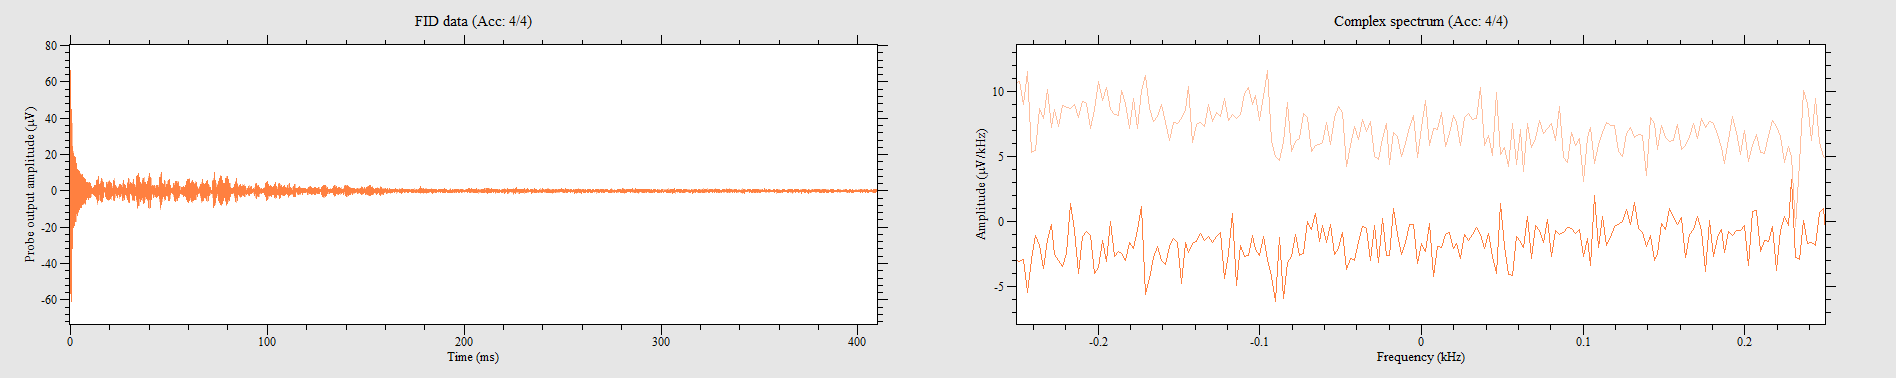 FID data (Acc: 4/4)
80
60
40
20
0
-20
-40
-60
Probe output amplitude (μV)
0 100 200 300 400
Time (ms)
Complex spectrum (Acc: 4/4)
10
5
0
-5
Amplitude (μV/kHz)
-0.2 -0.1 0 0.1 0.2
Frequency (kHz)